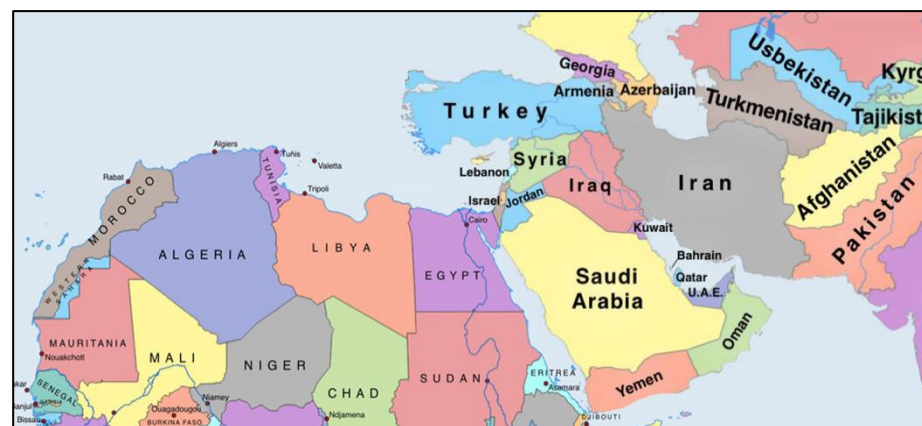 Georgia
Usbekistan
Kyrg
Armenia
Azerbaijan
Turkey
Turkmenistan
Tajikist
Algiers
Tunis
Valetta
TUNISIA
Syria
Lebanon
Iraq
Iran
Afghanistan
Pakistan
Rabat
MOROCCO
Tripoli
Israel
Jordan
Cairo
Kuwait
ALGERIA
LIBYA
EGYPT
WESTERN
SAHARA
Saudi
Arabia
Bahrain
Qatar
U.A.E.
Oman
MAURITANIA
Nouakchott
MALI
NIGER
CHAD
SUDAN
ERITREA
Asmara
Yemen
kar
SENEGAL
anjul
Bissau
Niamey
Ouagadougou
BURKINA FASO
Ndjamena
DJIBOUTI